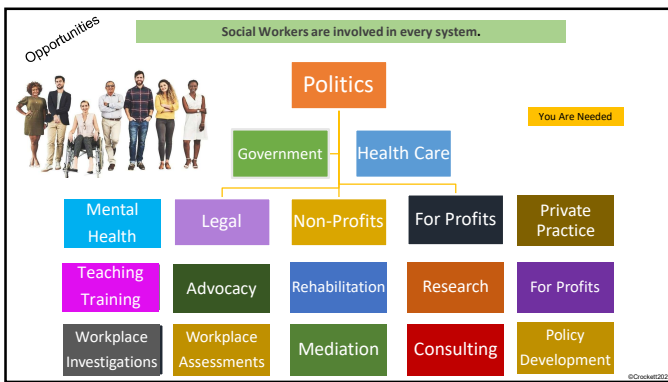 Opportunities
Social Workers are involved in every system.
Politics
You Are Needed
Government
Health Care
Mental
Health
Legal
Non-Profits
For Profits
Private
Practice
Teaching
Training
Advocacy
Rehabilitation
Research
For Profits
Workplace
Investigations
Workplace
Assessments
Mediation
Consulting
Policy
Development
©Crockett202